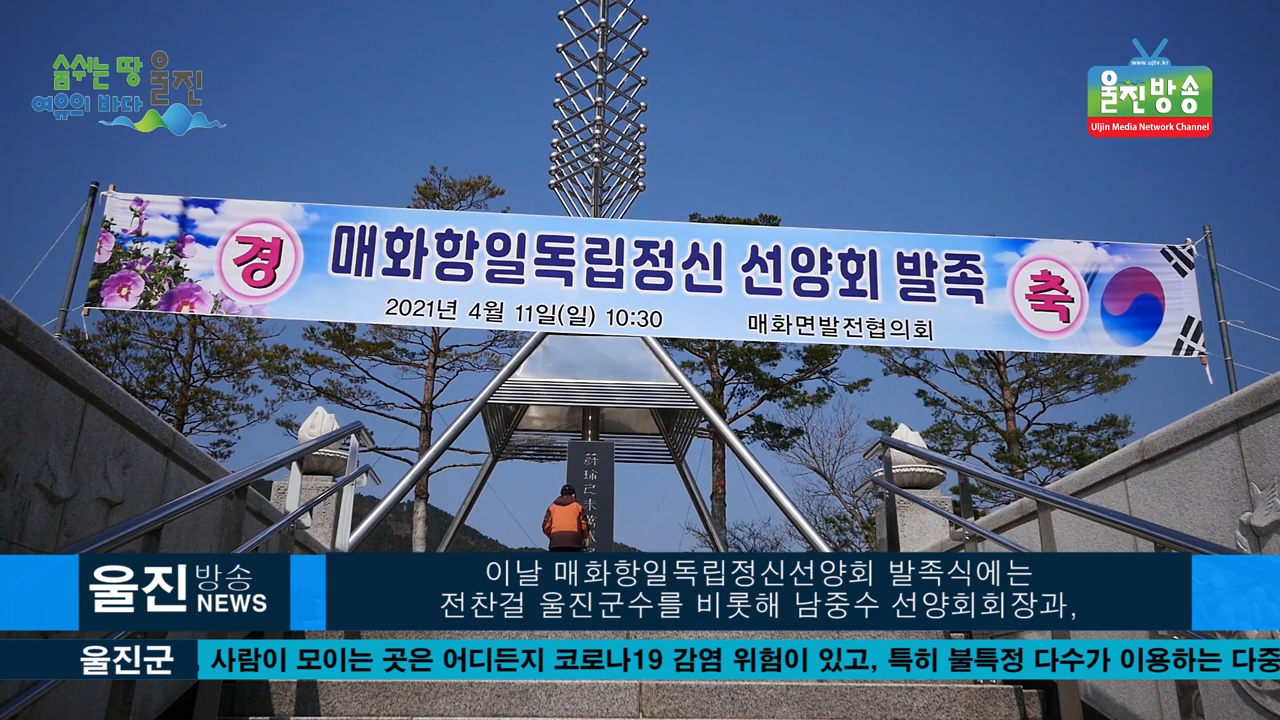 숨쉬는 땅
여유의 바다
울진
www.ujtv.kr
울진방송
Uljin Media Network Channel
경 매화항일독립정신 선양회 발족 축
2021년 4월 11일(일) 10:30 매화면발전협의회
울진 방송
NEWS
이날 매화항일독립정신선양회 발족식에는
전찬걸 울진군수를 비롯해 남중수 선양회회장과,
울진군 , 사람이 모이는 곳은 어디든지 코로나19 감염 위험이 있고, 특히 불특정 다수가 이용하는 다중